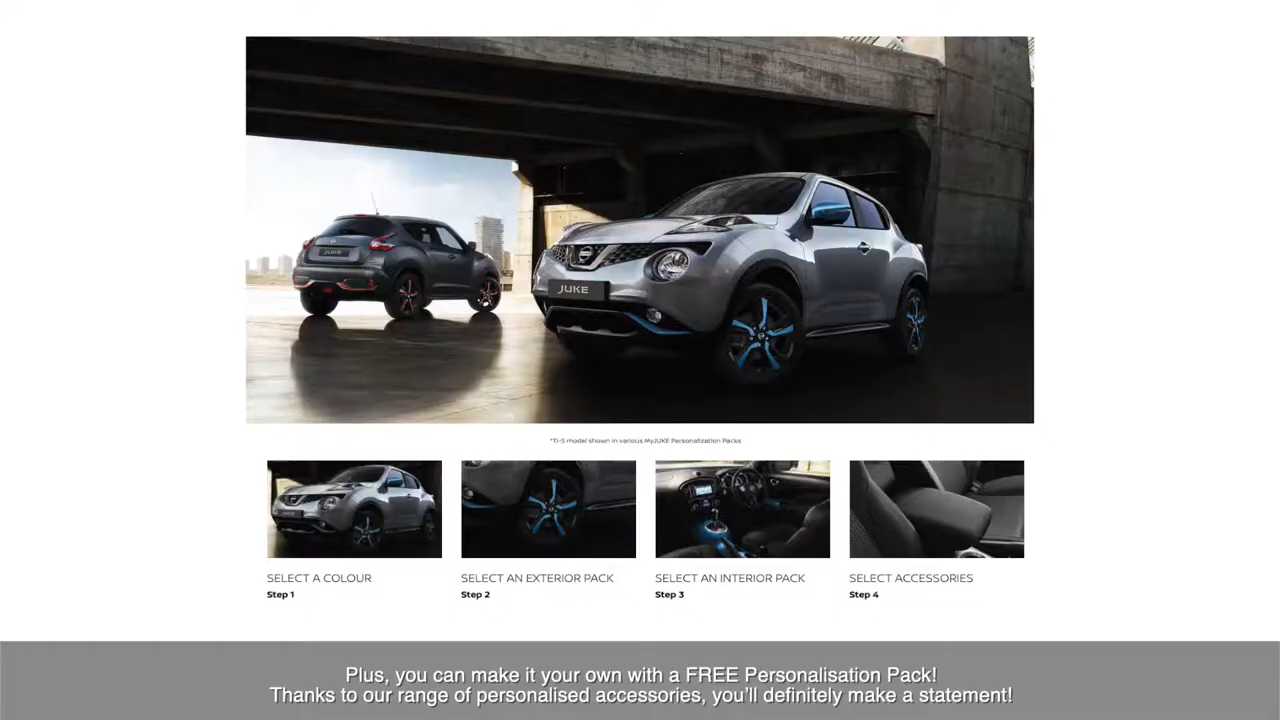 JUKE
JUKE
*Ti-S model shown in various MyJUKE Personalization Packs
SELECT A COLOUR
Step 1
SELECT AN EXTERIOR PACK
Step 2
SELECT AN INTERIOR PACK
Step 3
SELECT ACCESSORIES
Step 4
Plus, you can make it your own with a FREE Personalisation Pack!
Thanks to our range of personalised accessories, you'll definitely make a statement!